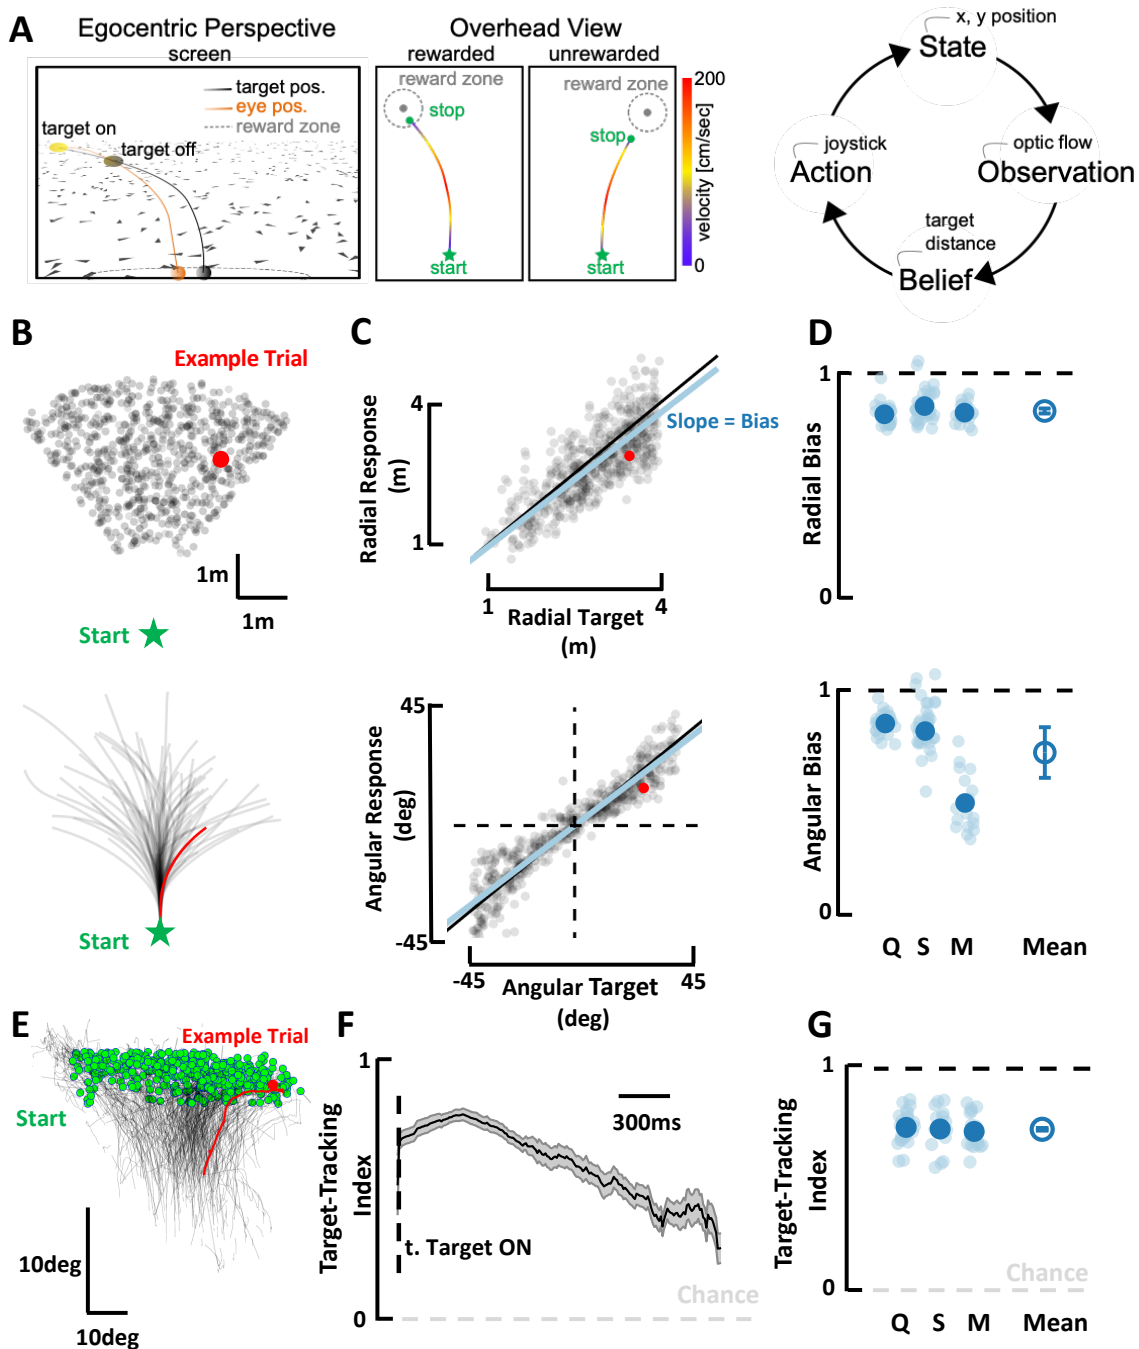 A
Egocentric Perspective
screen
target pos.
eye pos.
reward zone
target on
target off
Overhead View
rewarded
unrewarded
reward zone
stop
start
reward zone
stop
start
200
velocity [cm/sec]
0
x, y position
State
optic flow
Observation
target
distance
Belief
joystick
Action
B
Example Trial
1m
1m
Start
Start
C
Radial Response
(m)
4
1
Slope = Bias
1
4
Radial Target
(m)
Angular Response
(deg)
45
-45
-45
45
Angular Target
(deg)
D
Radial Bias
1
0
Angular Bias
1
0
Q
S
M
Mean
E
Example Trial
Start
10deg
10deg
F
Target-Tracking
Index
1
0
300ms
t. Target ON
Chance
G
Target-Tracking
Index
1
0
Chance
Q
S
M
Mean